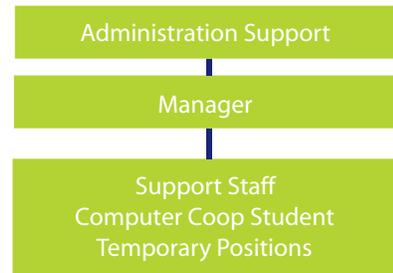 Administration Support
Manager
Support Staff
Computer Coop Student
Temporary Positions